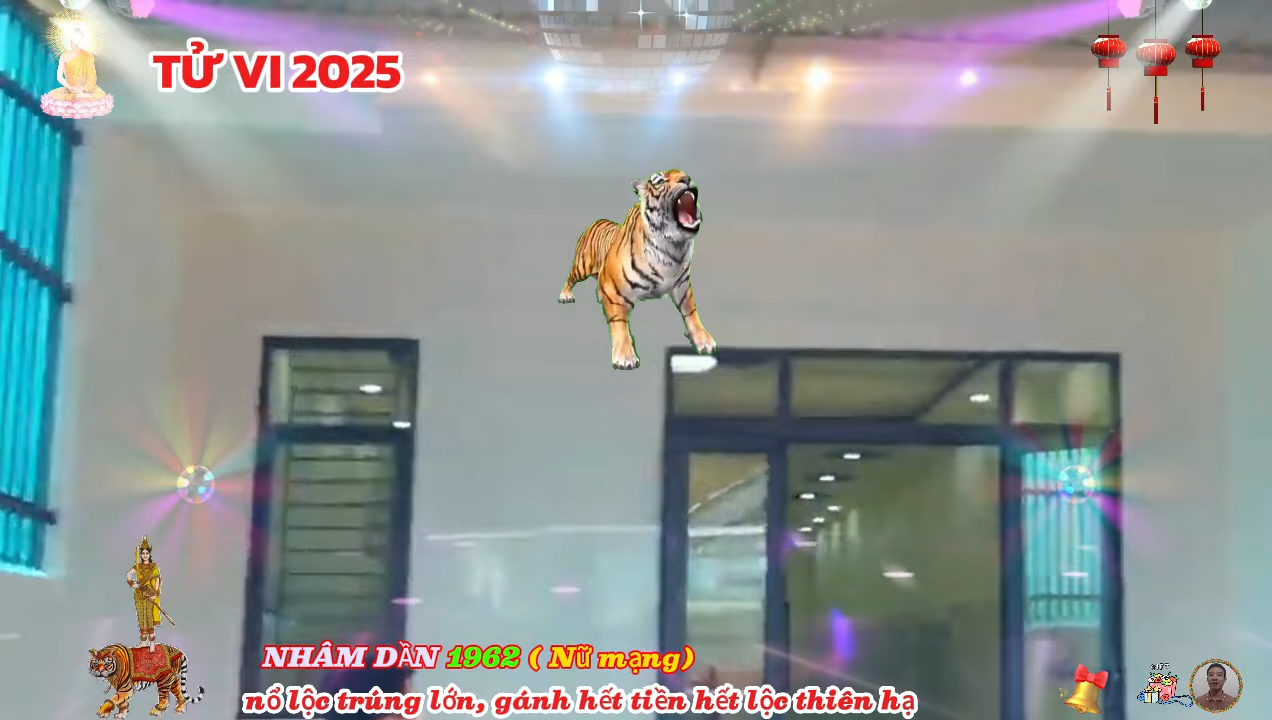 TỬ VI 2025
GIFT
NHÂM DẦN 1962 ( Nữ mạng)
nổ lộc trúng lớn, gánh hết tiền hết lộc thiên hạ